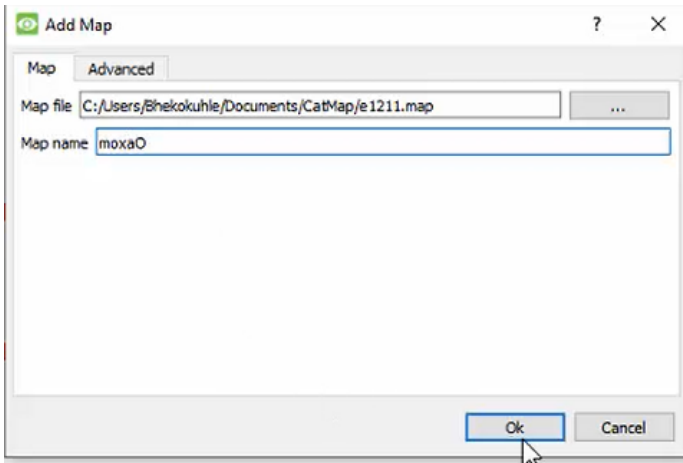 Add Map ? ×
Map Advanced
Map file C:/Users/Bhekokuhle/Documents/CatMap/e1211.map ...
Map name moxaO
Ok Cancel